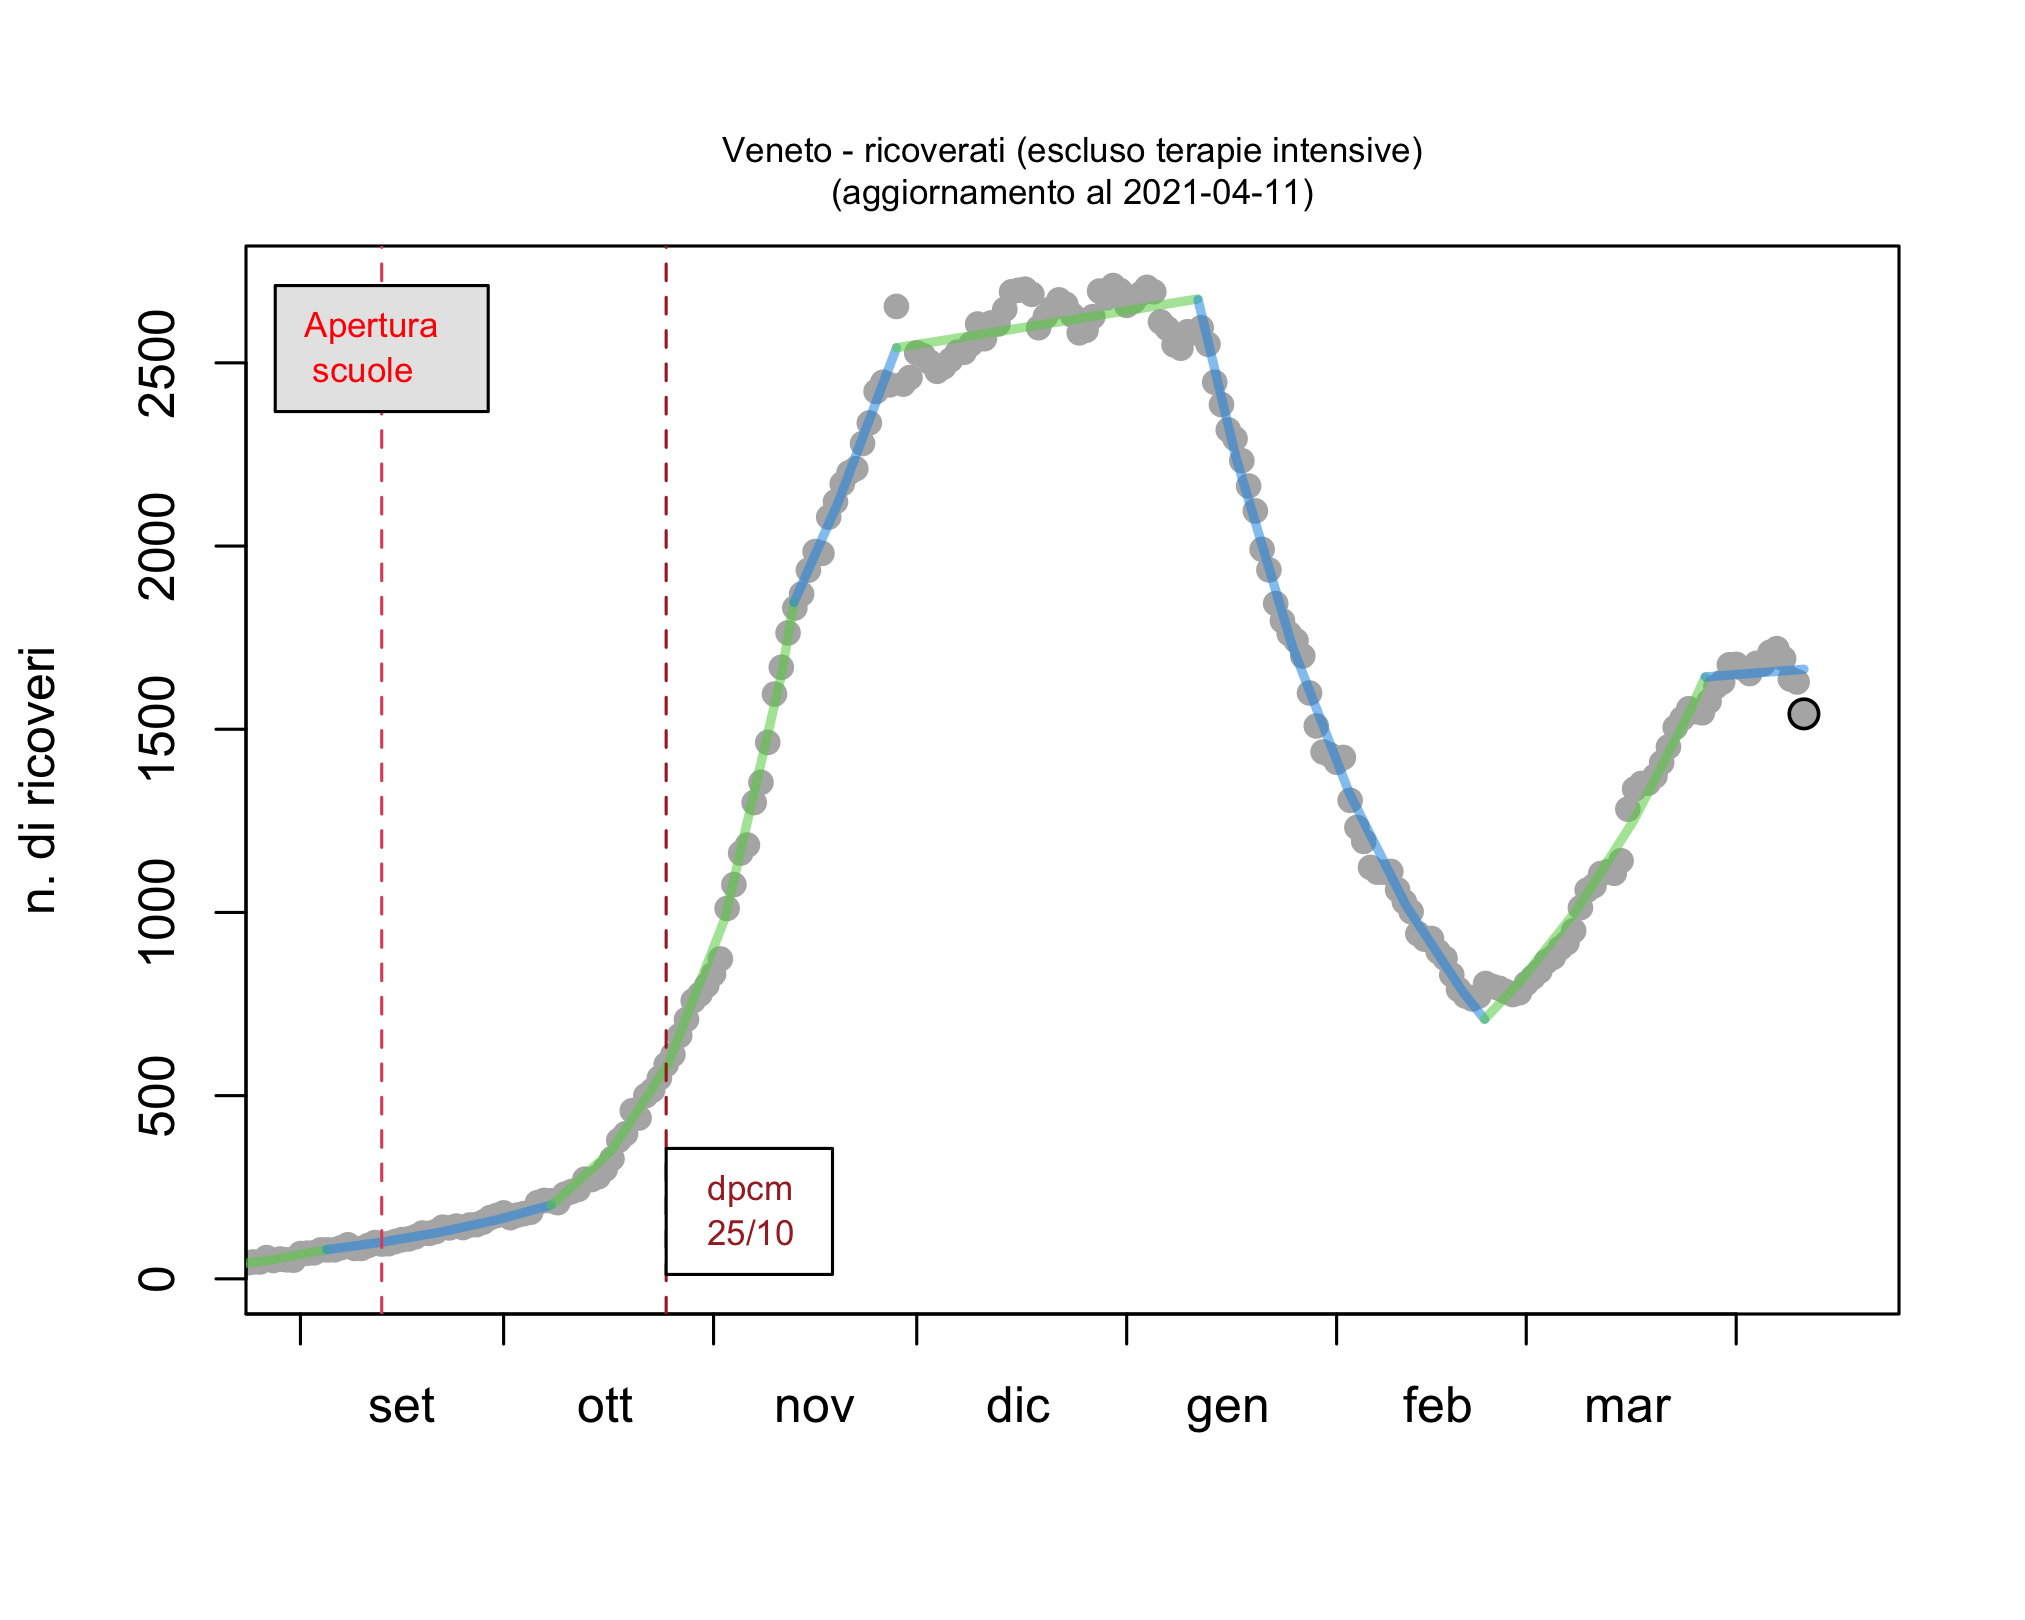 Veneto - ricoverati (escluso terapie intensive)
(aggiornamento al 2021-04-11)
n. di ricoveri
2500
2000
1500
1000
500
0
Apertura
scuole
dpcm
25/10
set ott nov dic gen feb mar